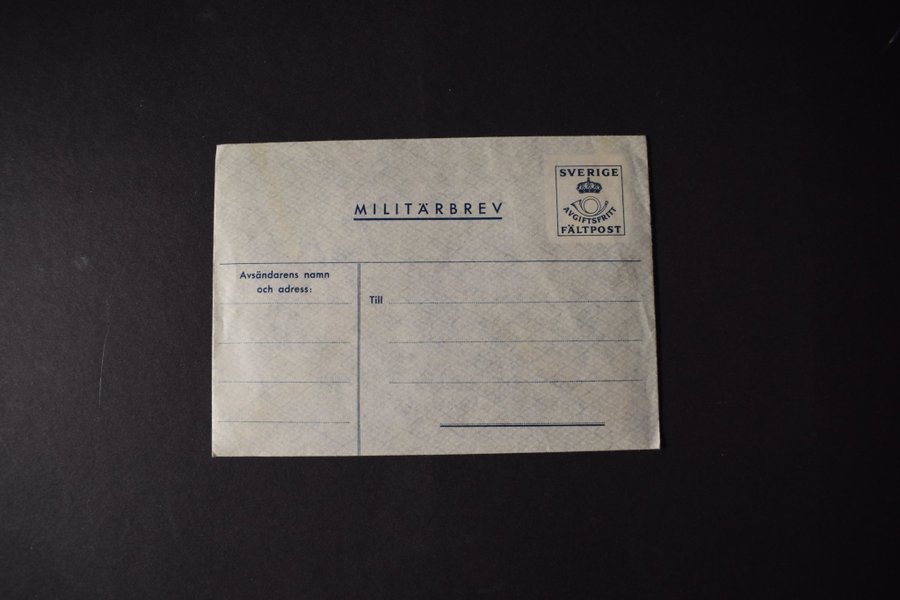 MILITÄRBREV
SVERIGE
AVGIFTSFRITT
FÄLTPOST
Avsändarens namn
och adress:
Till